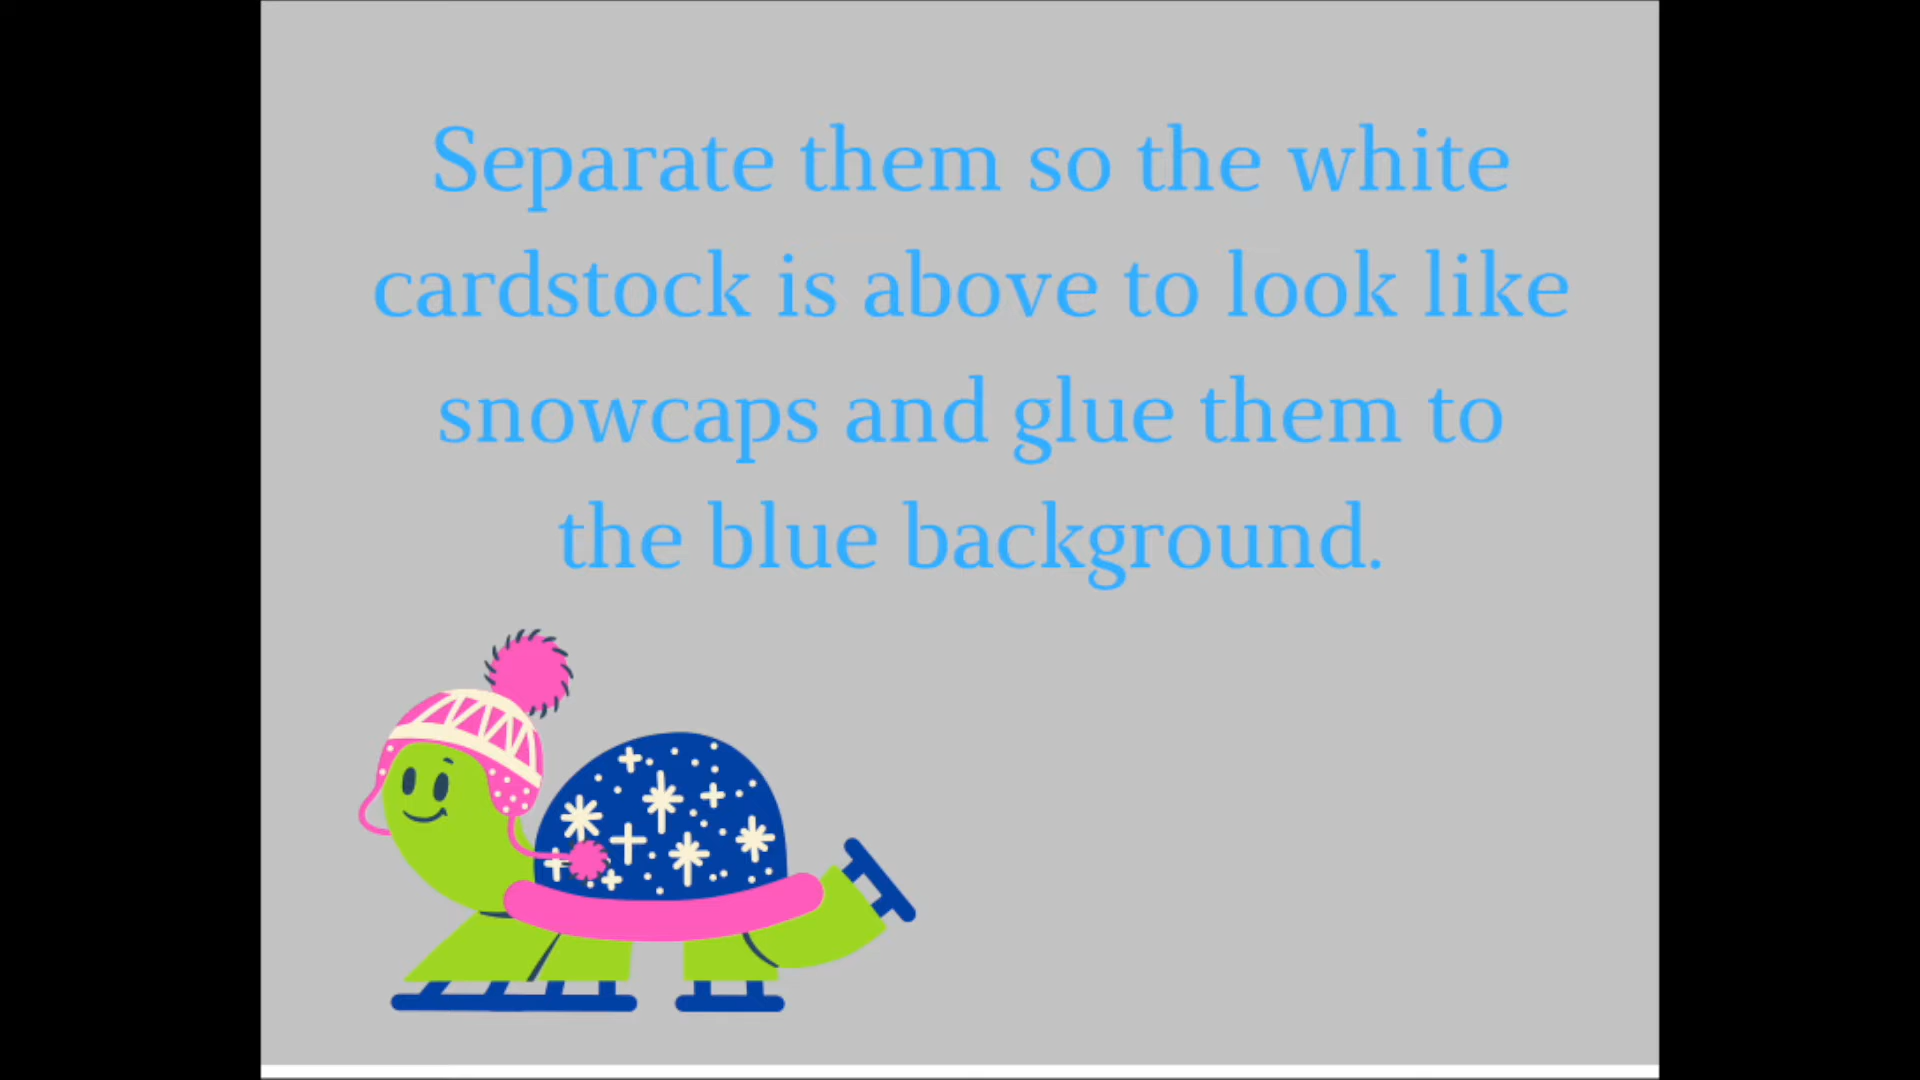 Separate them so the white
cardstock is above to look like
snowcaps and glue them to
the blue background.